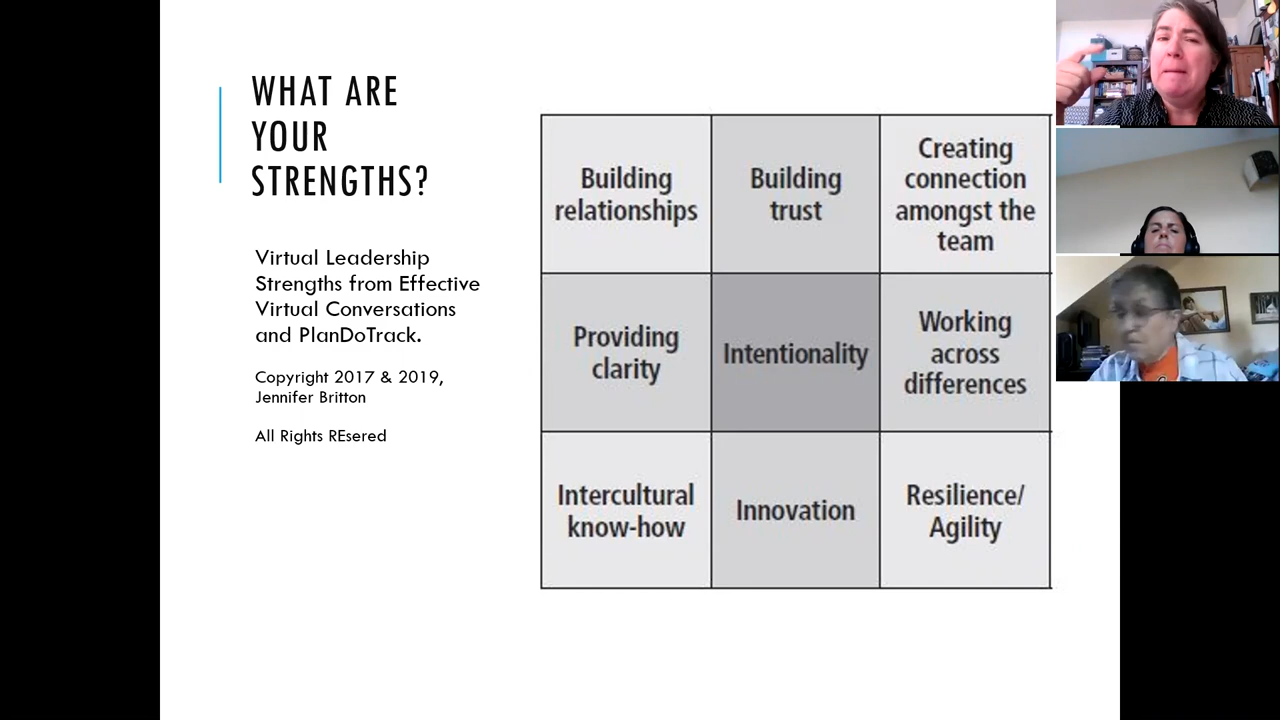 WHAT ARE
YOUR
STRENGTHS?
Virtual Leadership
Strengths from Effective
Virtual Conversations
and PlanDoTrack.
Copyright 2017 & 2019,
Jennifer Britton
All Rights REsered
Building
relationships
Building
trust
Creating
connection
amongst the
team
Providing
clarity
Intentionality
Working
across
differences
Intercultural
know-how
Innovation
Resilience/
Agility